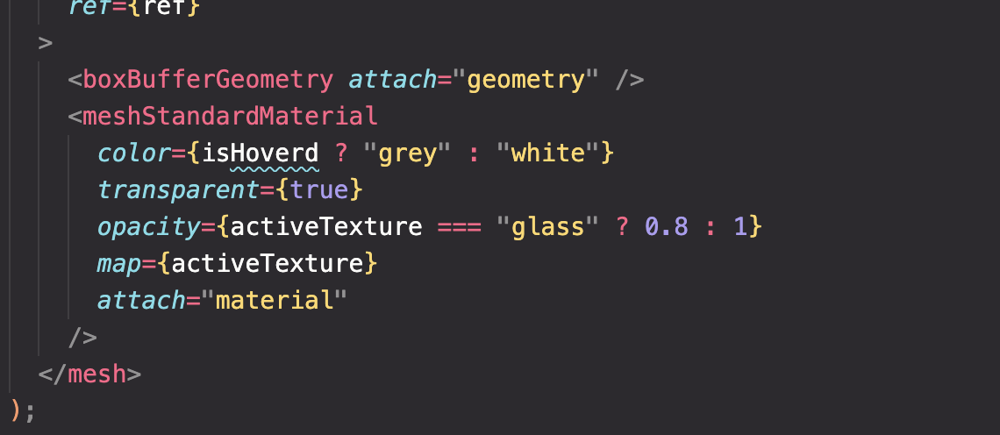 ref={ref}
>
<boxBufferGeometry attach="geometry" />
<meshStandardMaterial
color={isHoverd ? "grey" : "white"}
transparent={true}
opacity={activeTexture === "glass" ? 0.8 : 1}
map={activeTexture}
attach="material"
/>
</mesh>
);